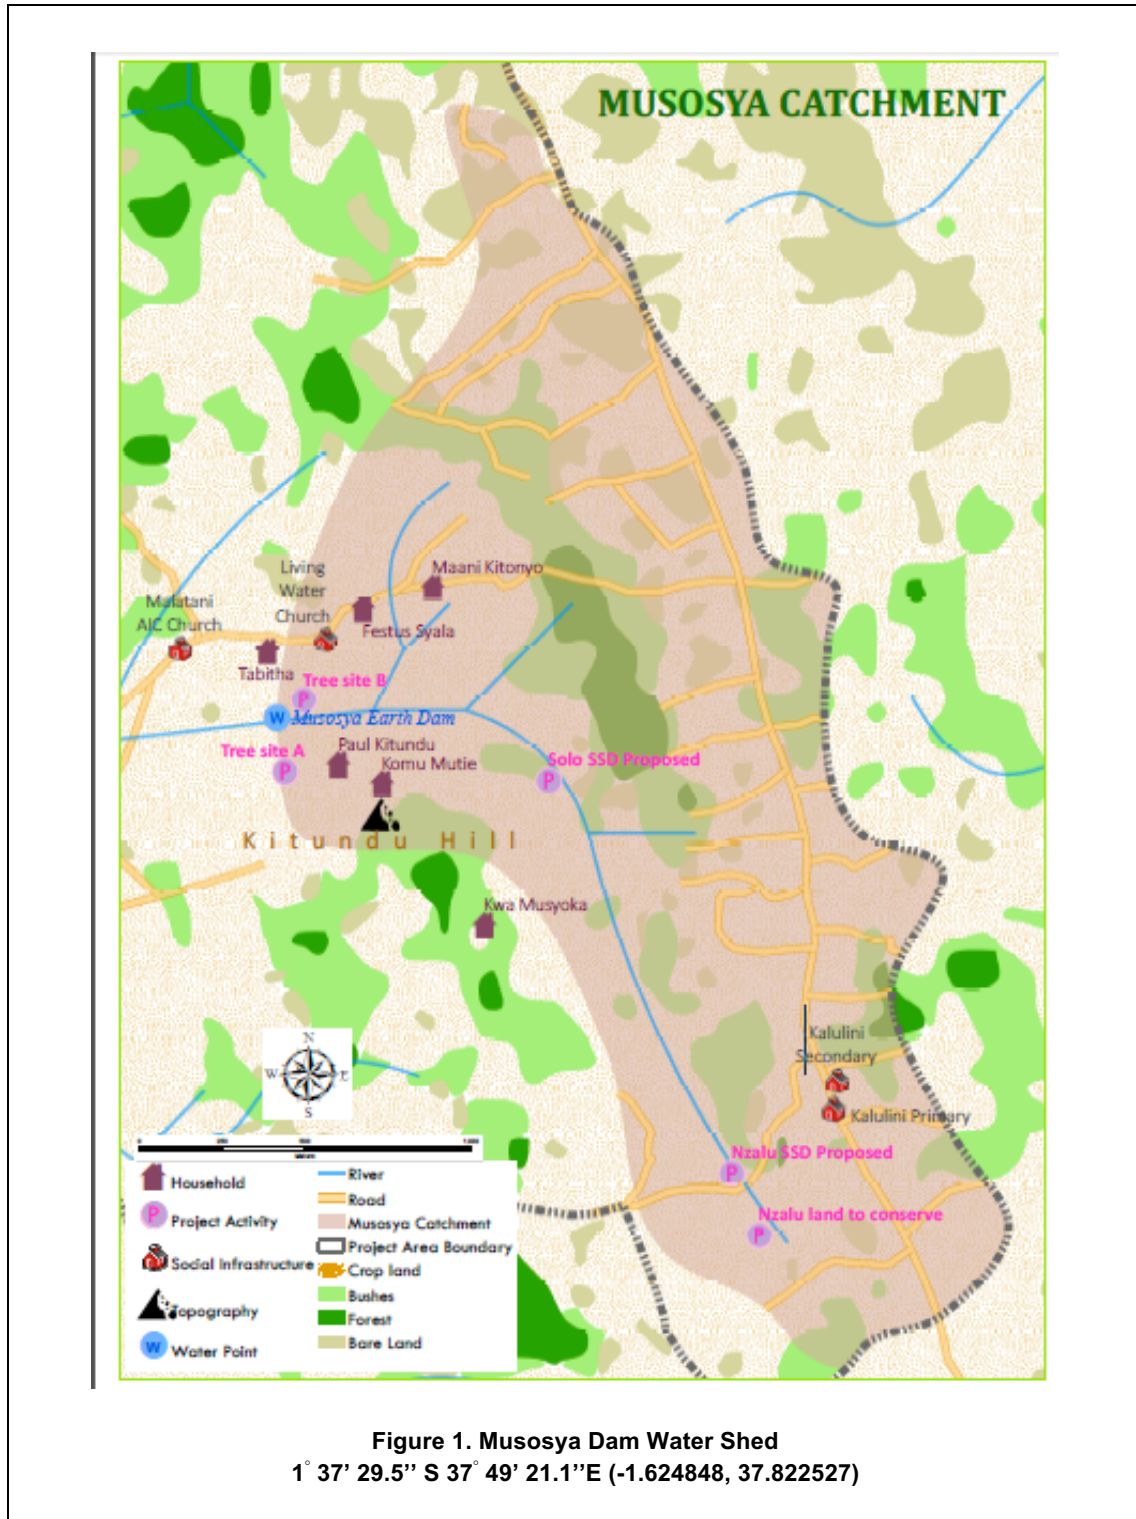 MUSOSYA CATCHMENT
Living
Water
Church
Maani Kitonyo
Malatani
AIC Church
Festus Syala
Tabitha
Tree site B
P
W
Musosya Earth Dam
Tree site A
P
Paul Kitundu
Komu Mutie
Solo SSD Proposed
P
Kitundu Hill
Kwa Musyoka
N
W
E
S
Kalulini
Secondary
Kalulini Primary
Nzalu SSD Proposed
P
Nzalu land to conserve
P
0
Household
P
Project Activity
Social Infrastructure
Topography
W
Water Point
River
Road
Musosya Catchment
Project Area Boundary
Crop land
Bushes
Forest
Bare Land
Figure 1. Musosya Dam Water Shed
1° 37’ 29.5’’ S 37° 49’ 21.1’’E (-1.624848, 37.822527)